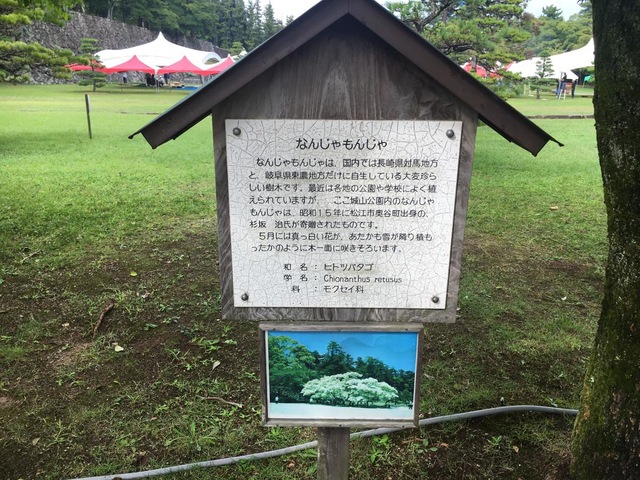 なんじゃもんじゃ
なんじゃもんじゃは、国内では長崎県対馬地方
と、岐阜県東濃地方だけに自生している大変珍ら
しい樹木です。最近は各地の公園や学校によく植
えられていますが、ここ城山公園内のなんじゃ
もんじゃは、昭和15年に松江市奥谷町出身の、
杉坂 治氏が寄贈されたものです。
5月には真っ白い花が、あたかも雪が降り積も
ったかのように木一面に咲きそろいます。
和 名 : ヒトツバタゴ
学 名 : Chionanthus retusus
科 : モクセイ科